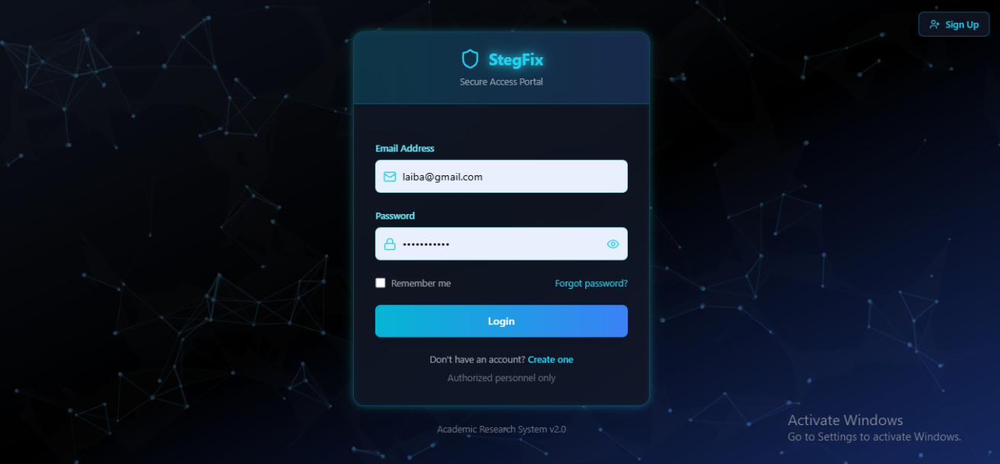 Sign Up
StegFix
Secure Access Portal
Email Address
laiba@gmail.com
Password
•••••••••••
Remember me
Forgot password?
Login
Don't have an account? Create one
Authorized personnel only
Academic Research System v2.0
Activate Windows
Go to Settings to activate Windows.